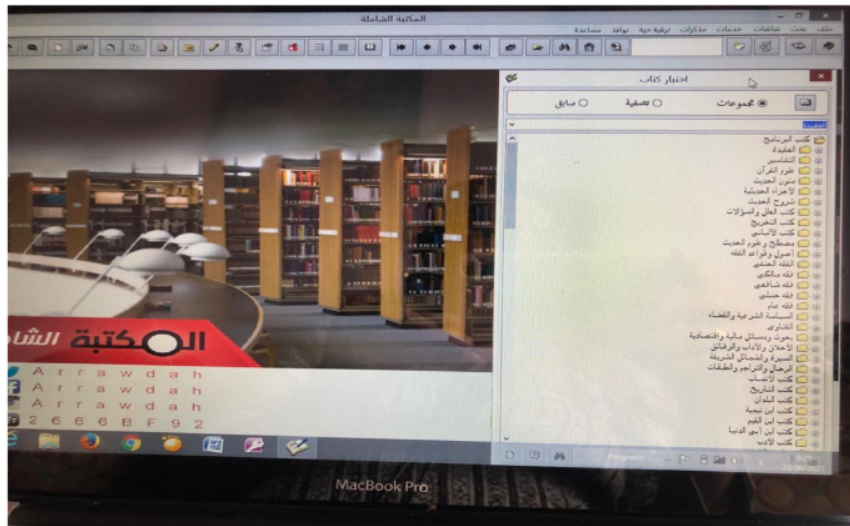 المكتبة الشاملة
ملف بحث شاشات خدمات مذكرات ترقية حية نوافذ مساعدة
اختيار كتاب
مجموعات تصفية سابق
العقيدة
كتب البرنامج
العقيدة
التفاسير
علوم القرآن
متون الحديث
الأجزاء الحديثية
شروح الحديث
كتب العلل والسؤالات
كتب التخريج
كتب الألباني
مصطلح وعلوم الحديث
أصول وقواعد الفقه
الفقه الحنفي
فقه مالكي
فقه شافعي
فقه حنبلي
فقه عام
السياسة الشرعية والقضاء
الفتاوى
بحوث ومسائل مالية واقتصادية
الأخلاق والآداب والرقائق
السيرة والشمائل الشريفة
الرجال والتراجم والطبقات
كتب الأنساب
كتب التاريخ
كتب البلدان
كتب ابن تيمية
كتب ابن القيم
كتب ابن أبي الدنيا
كتب الأدب
المكتبة الشا
A r r a w d a h
A r r a w d a h
A r r a w d a h
2 6 6 6 B F 9 2
MacBook Pro